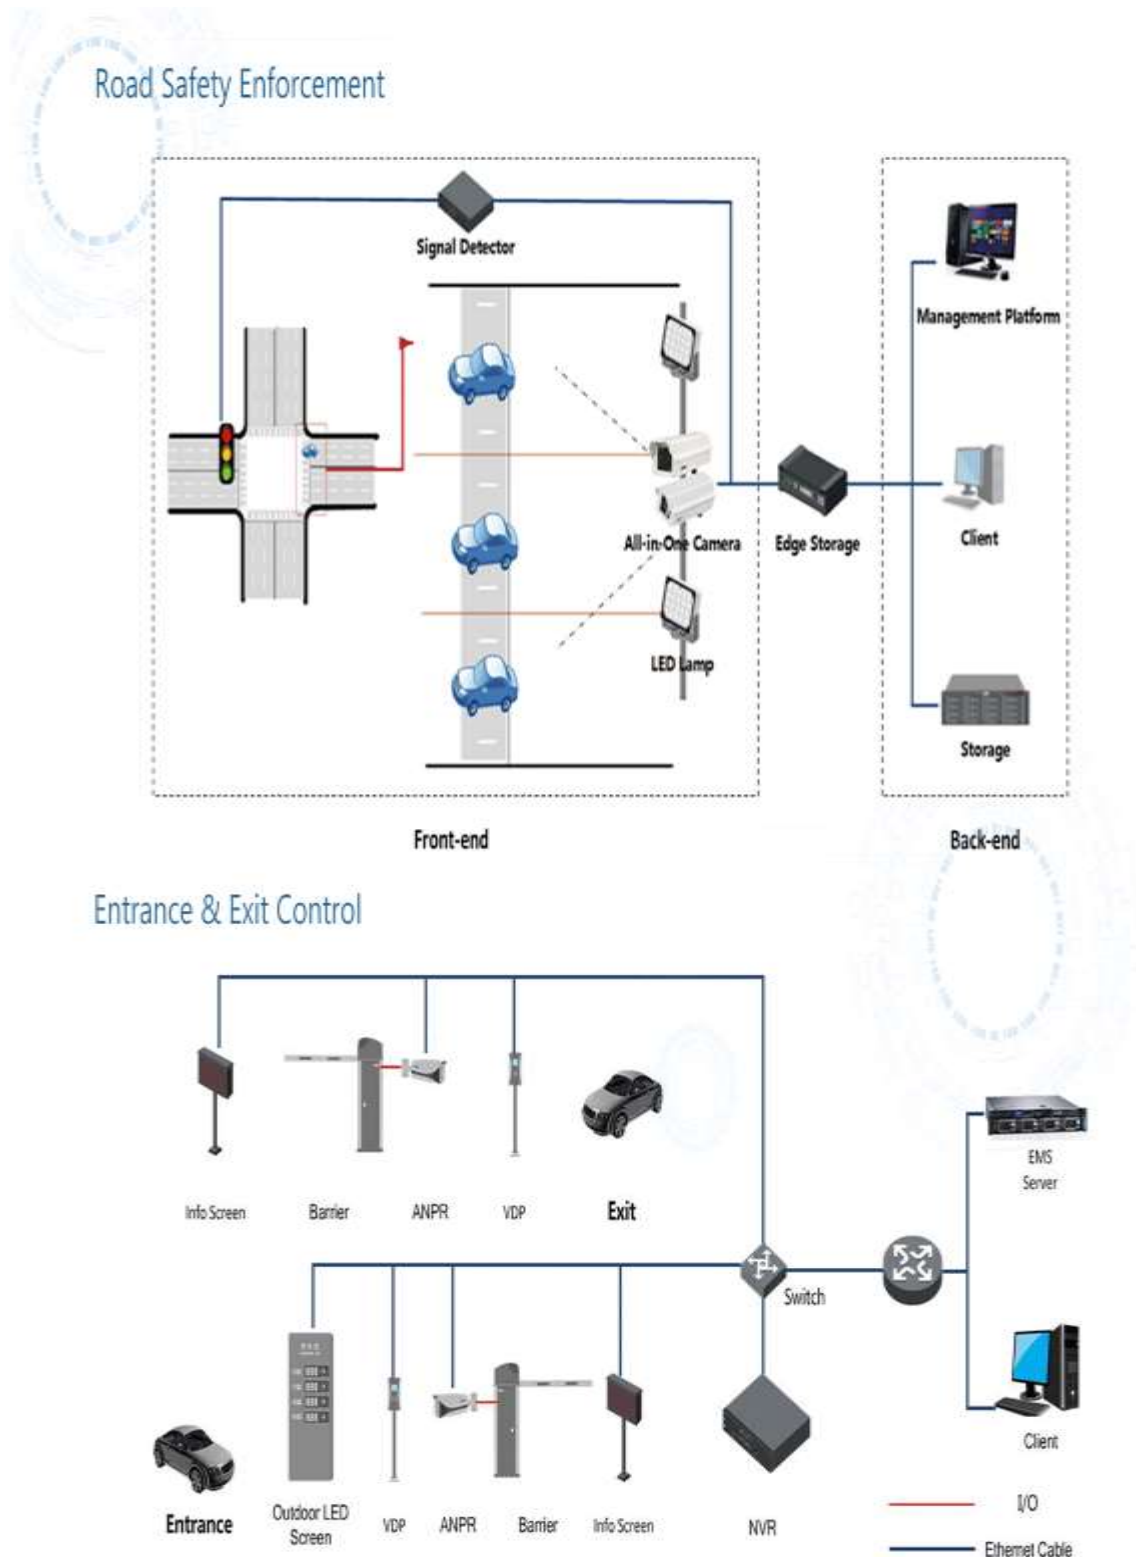 Road Safety Enforcement
Signal Detector
Management Platform
All-in-One Camera
Edge Storage
Client
LED Lamp
Storage
Front-end
Back-end
Entrance & Exit Control
EMS
Server
Info Screen
Barrier
ANPR
VDP
Exit
Switch
Client
Entrance
Outdoor LED
Screen
VDP
ANPR
Barrier
Info Screen
NVR
I/O
Ethernet Cable